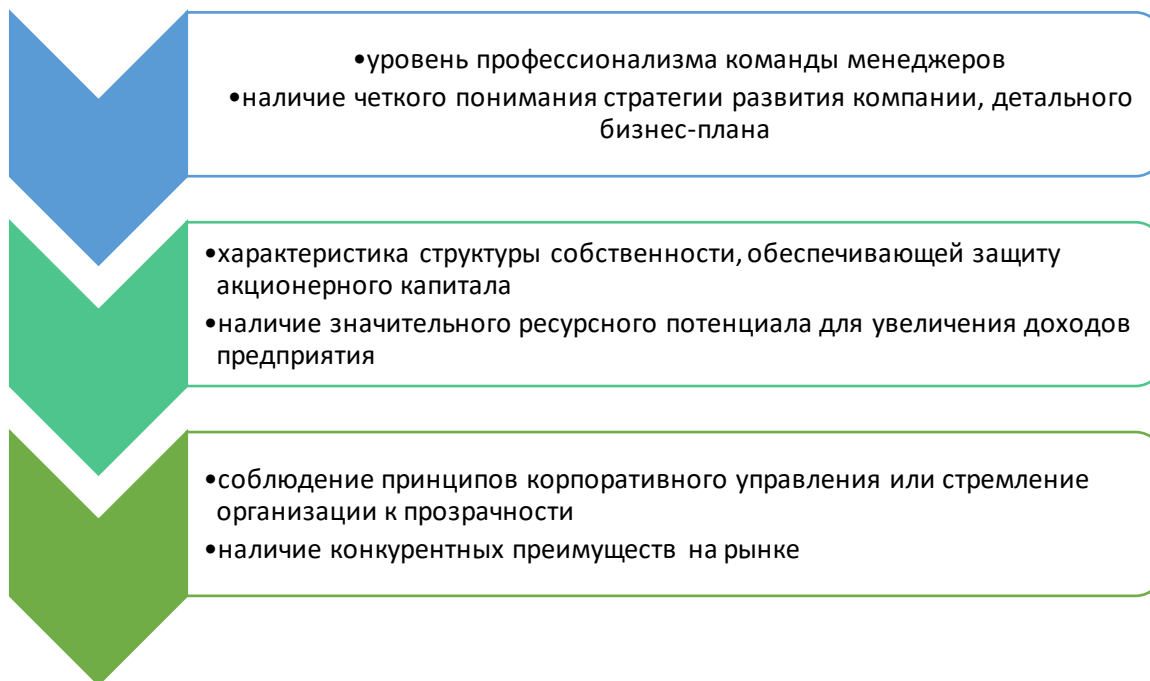 •уровень профессионализма команды менеджеров
•наличие четкого понимания стратегии развития компании, детального
бизнес-плана
•характеристика структуры собственности, обеспечивающей защиту
акционерного капитала
•наличие значительного ресурсного потенциала для увеличения доходов
предприятия
•соблюдение принципов корпоративного управления или стремление
организации к прозрачности
•наличие конкурентных преимуществ на рынке